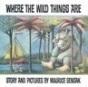 WHERE THE WILD THINGS ARE
STORY AND PICTURES BY MAURICE SENDAK